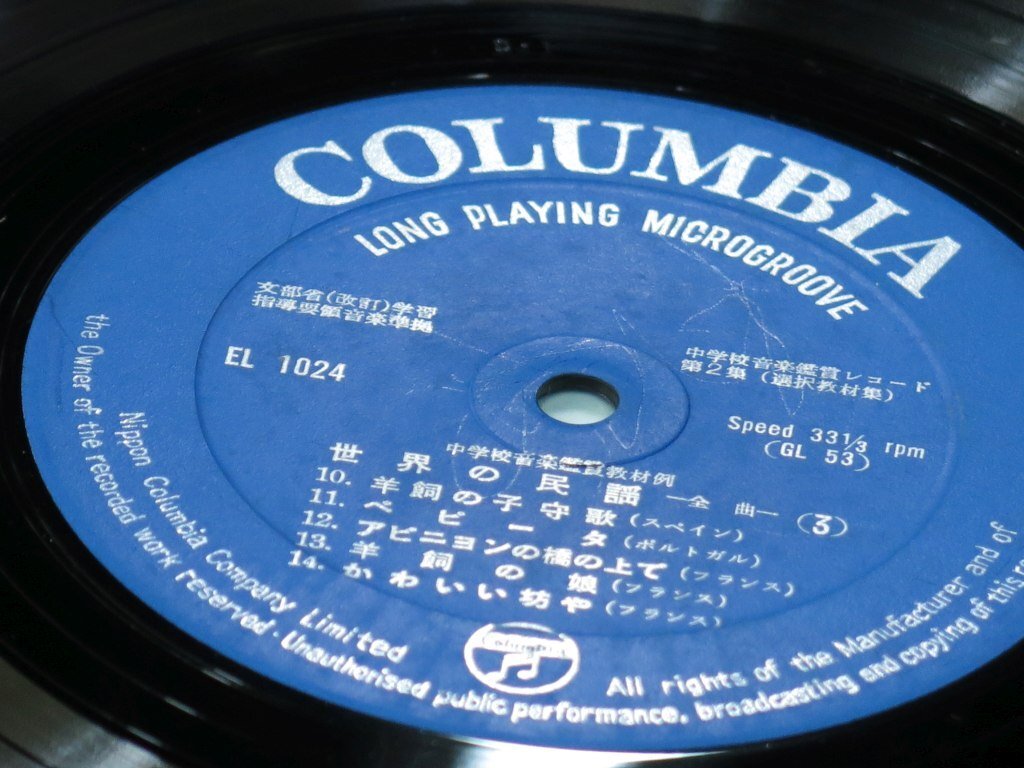 COLUMBIA
LONG PLAYING MICROGROOVE
文部省(改訂)学習
指導要領音楽準拠
EL 1024
中学校音楽鑑賞レコード
第2集(選択教材集)
Speed 33 1/3 rpm
(GL 53)
中学校音楽鑑賞教材例
世界の民謡 —全曲— ③
10. 羊飼の子守歌 (スペイン)
11. ペピータ (ポルトガル)
12. アビニヨンの橋の上て (フランス)
13. 羊飼の娘 (フランス)
14. かわいい坊や (フランス)
Columbia
Nippon Columbia Company Limited
All rights of the Manufacturer and of
the Owner of the recorded work reserved · Unauthorised public performance, broadcasting and copying of this